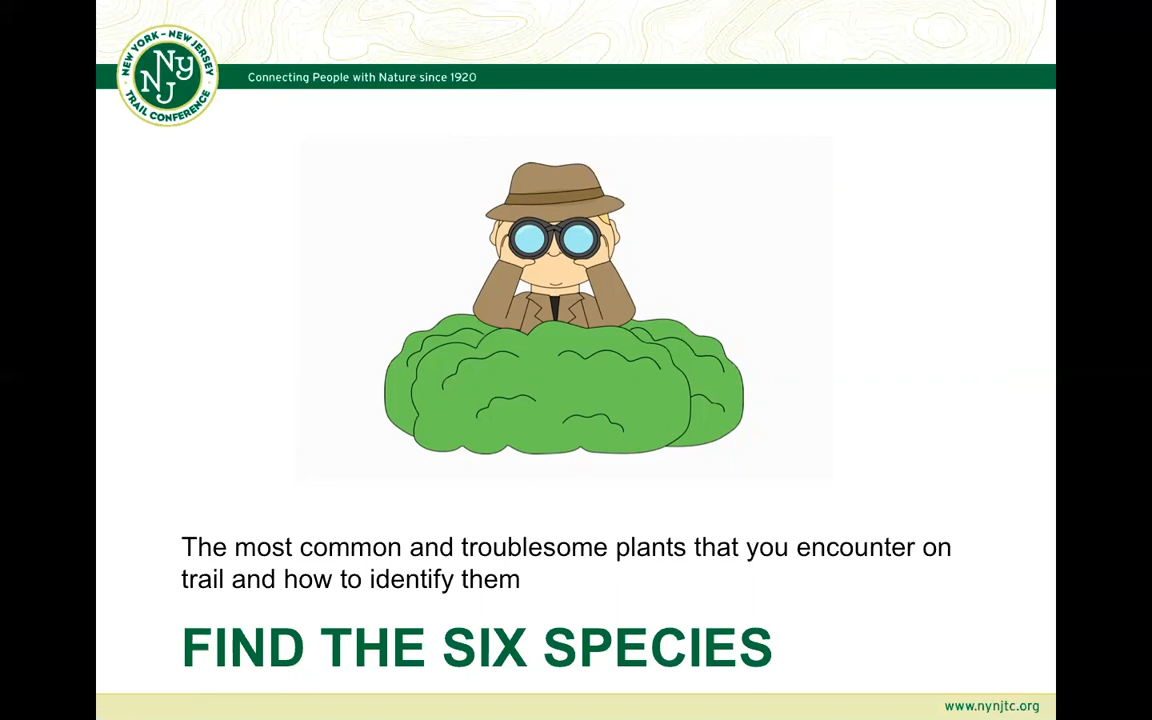 NEW YORK – NEW JERSEY
NY
NJ
TRAIL CONFERENCE
Connecting People with Nature since 1920
The most common and troublesome plants that you encounter on
trail and how to identify them
FIND THE SIX SPECIES
www.nynjtc.org